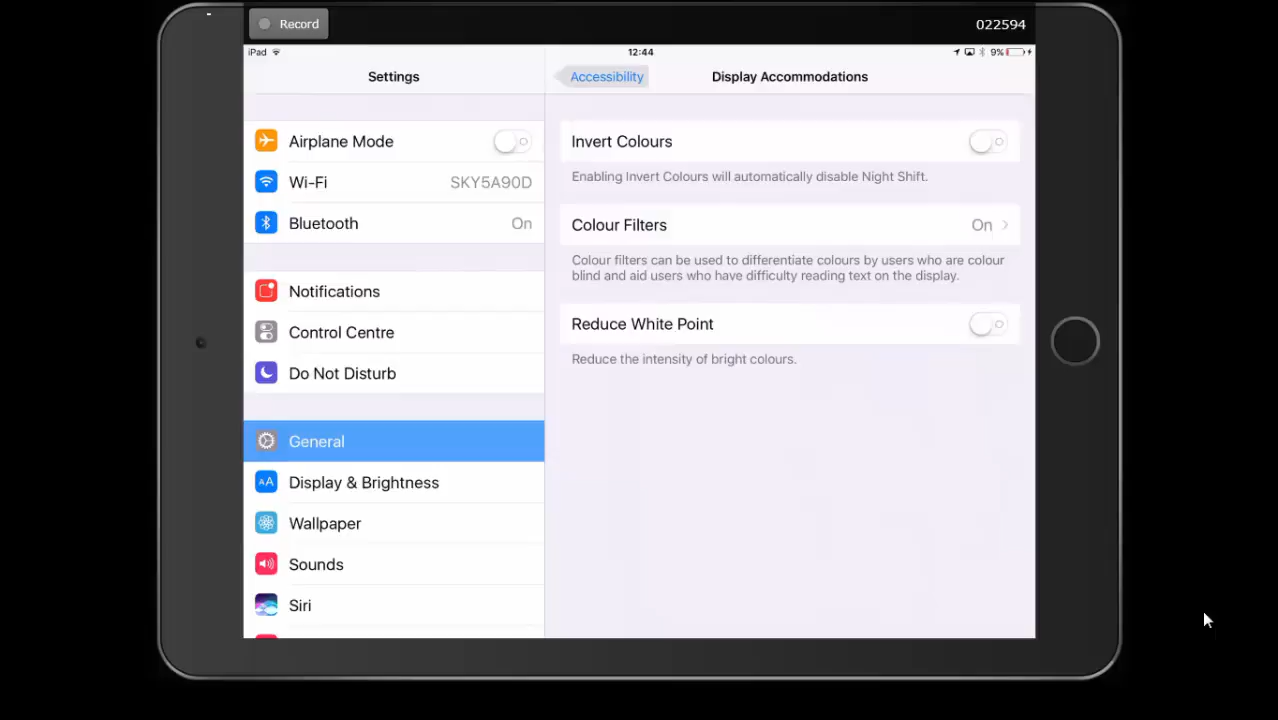 Record
022594
iPad
12:44
9%
Settings
Accessibility
Display Accommodations
Airplane Mode
Wi-Fi
SKY5A90D
Bluetooth
On
Notifications
Control Centre
Do Not Disturb
General
Display & Brightness
AA
Wallpaper
Sounds
Siri
Invert Colours
Enabling Invert Colours will automatically disable Night Shift.
Colour Filters
On
Colour filters can be used to differentiate colours by users who are colour
blind and aid users who have difficulty reading text on the display.
Reduce White Point
Reduce the intensity of bright colours.